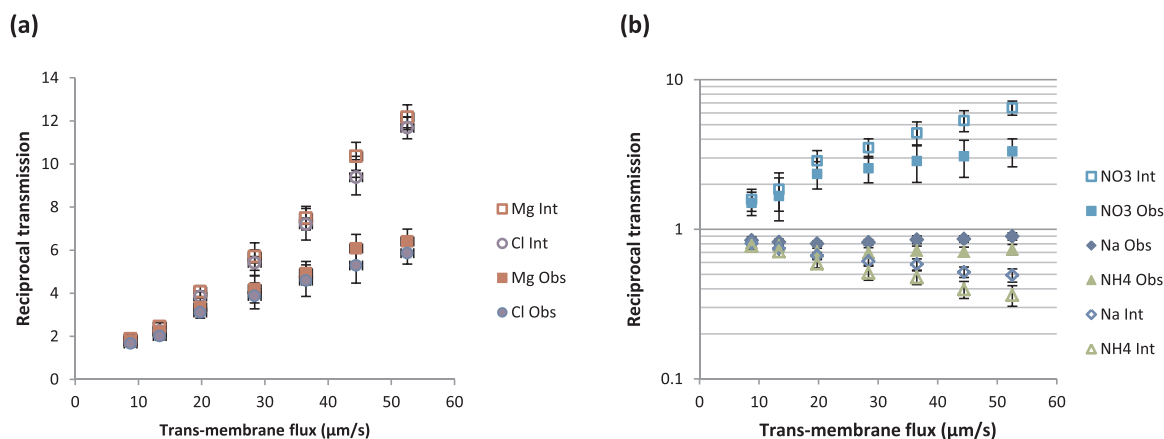 (a)
14
12
10
8
6
4
2
0
0 10 20 30 40 50 60
Reciprocal transmission
Trans-membrane flux (μm/s)
Mg Int
Cl Int
Mg Obs
Cl Obs
(b)
10
1
0.1
0 10 20 30 40 50 60
Reciprocal transmission
Trans-membrane flux (μm/s)
NO3 Int
NO3 Obs
Na Obs
NH4 Obs
Na Int
NH4 Int